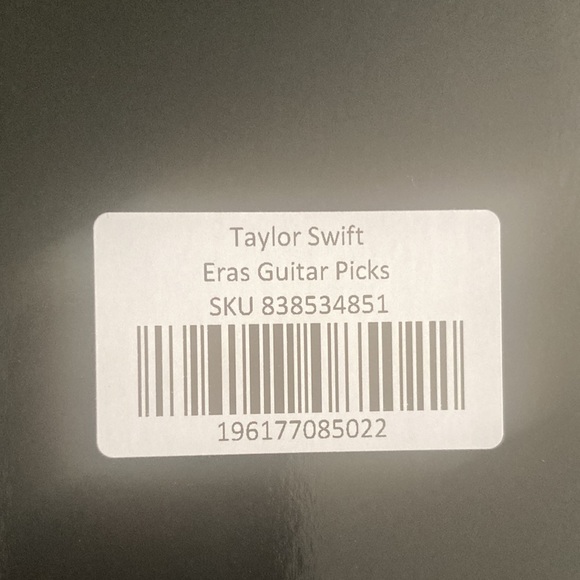 Taylor Swift
Eras Guitar Picks
SKU 838534851
196177085022